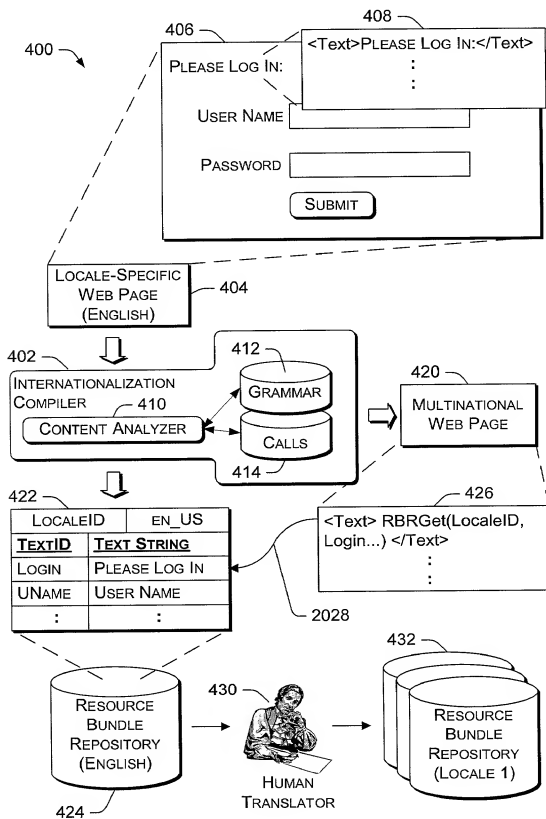 400
406
408
<Text>PLEASE LOG IN:</Text>
:
PLEASE LOG IN:
USER NAME
PASSWORD
SUBMIT
LOCALE-SPECIFIC
WEB PAGE
(ENGLISH)
404
402
INTERNATIONALIZATION
COMPILER
410
CONTENT ANALYZER
412
GRAMMAR
CALLS
414
420
MULTINATIONAL
WEB PAGE
422
LOCALEID EN_US
TEXTID TEXT STRING
LOGIN PLEASE LOG IN
UNAME USER NAME
: :
426
<Text> RBRGet(LocaleID,
Login...) </Text>
:
2028
RESOURCE
BUNDLE
REPOSITORY
(ENGLISH)
424
430
HUMAN
TRANSLATOR
432
RESOURCE
BUNDLE
REPOSITORY
(LOCALE 1)